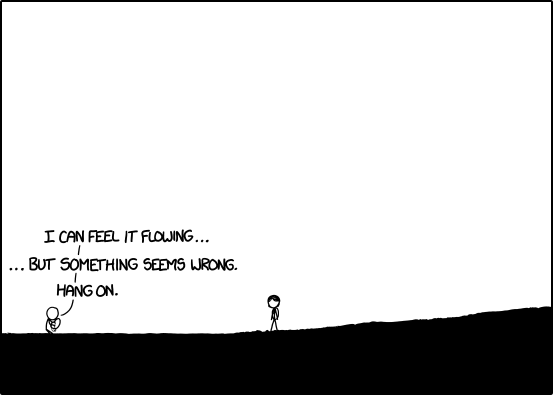 I CAN FEEL IT FLOWING...
...BUT SOMETHING SEEMS WRONG.
HANG ON.